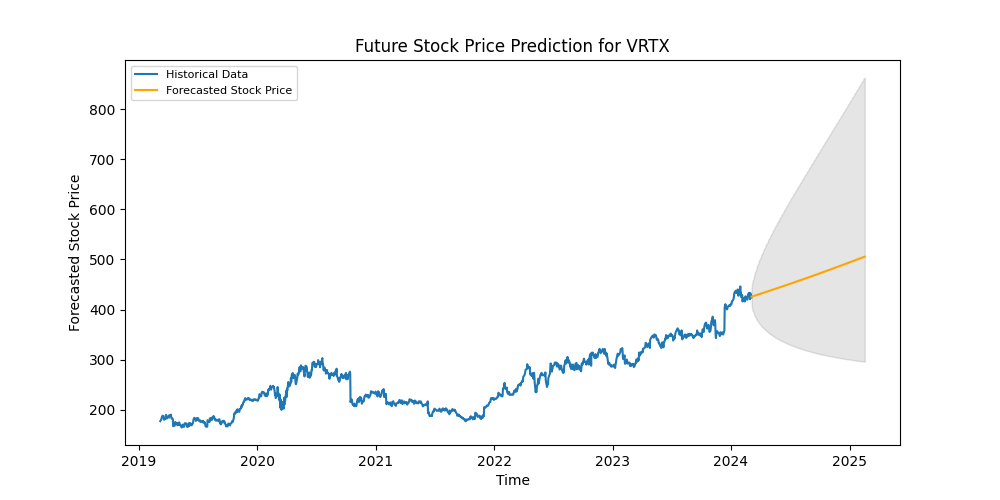 Future Stock Price Prediction for VRTX
Historical Data
Forecasted Stock Price
800
700
600
500
400
300
200
Forecasted Stock Price
2019 2020 2021 2022 2023 2024 2025
Time